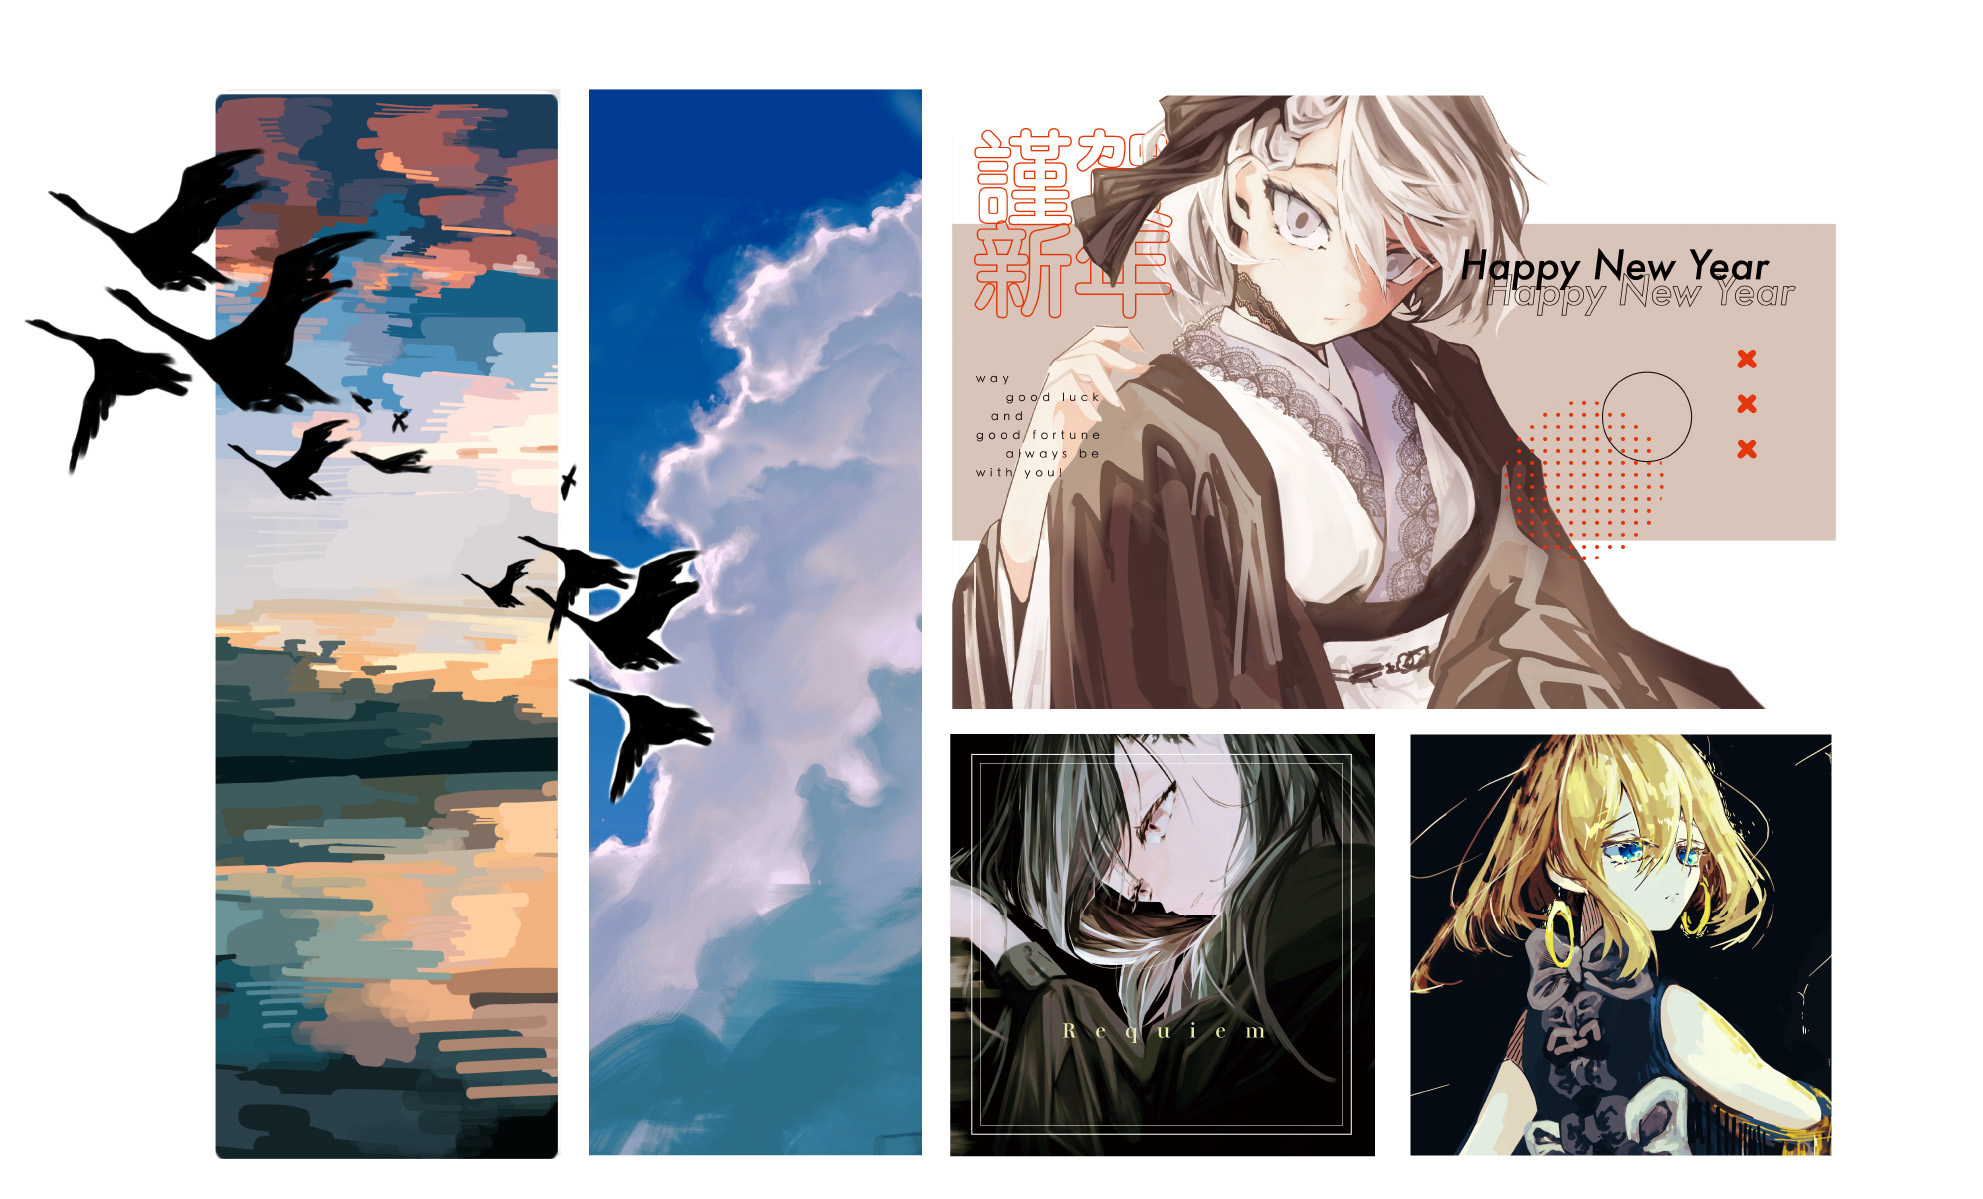 謹賀
新年
Happy New Year
Happy New Year
way
good luck
and
good fortune
always be
with you!
Requiem